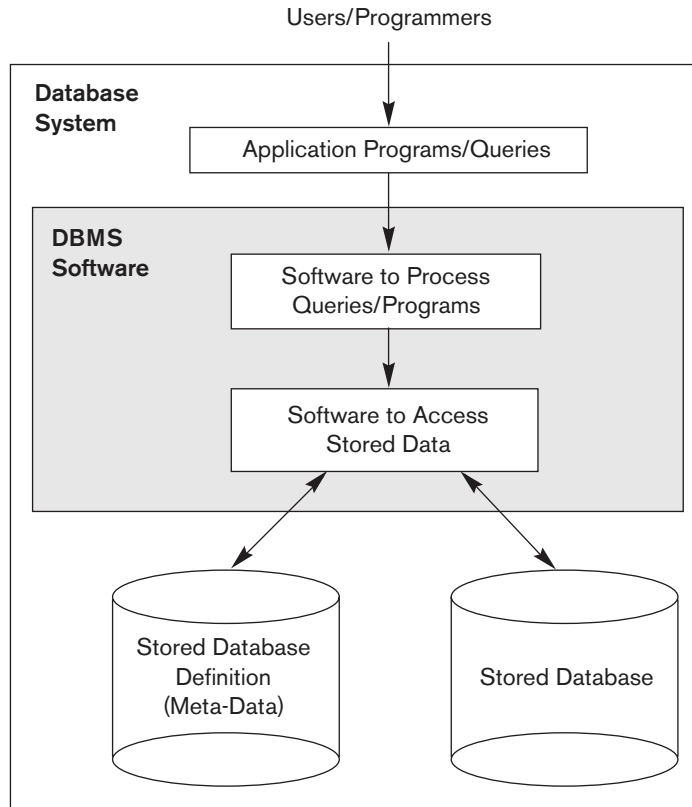 Users/Programmers
Database
System
Application Programs/Queries
DBMS
Software
Software to Process
Queries/Programs
Software to Access
Stored Data
Stored Database
Definition
(Meta-Data)
Stored Database